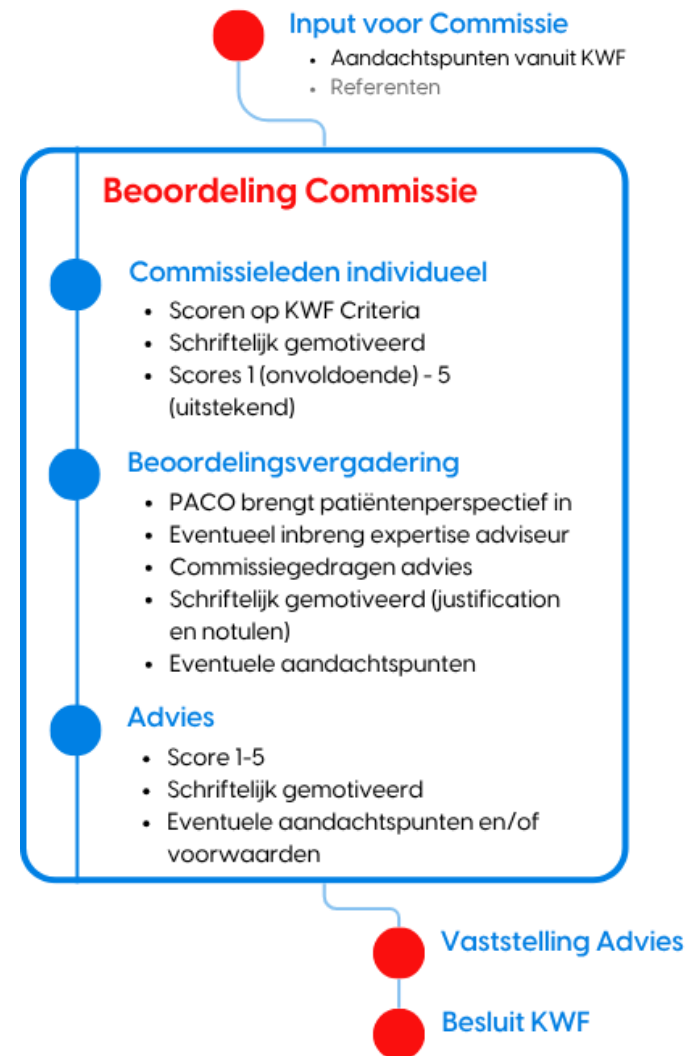 Input voor Commissie
• Aandachtspunten vanuit KWF
• Referenten
Beoordeling Commissie
Commissieleden individueel
• Scoren op KWF Criteria
• Schriftelijk gemotiveerd
• Scores 1 (onvoldoende) - 5
(uitstekend)
Beoordelingsvergadering
• PACO brengt patiëntenperspectief in
• Eventueel inbreng expertise adviseur
• Commissiegedragen advies
• Schriftelijk gemotiveerd (justification
en notulen)
• Eventuele aandachtspunten
Advies
• Score 1-5
• Schriftelijk gemotiveerd
• Eventuele aandachtspunten en/of
voorwaarden
Vaststelling Advies
Besluit KWF